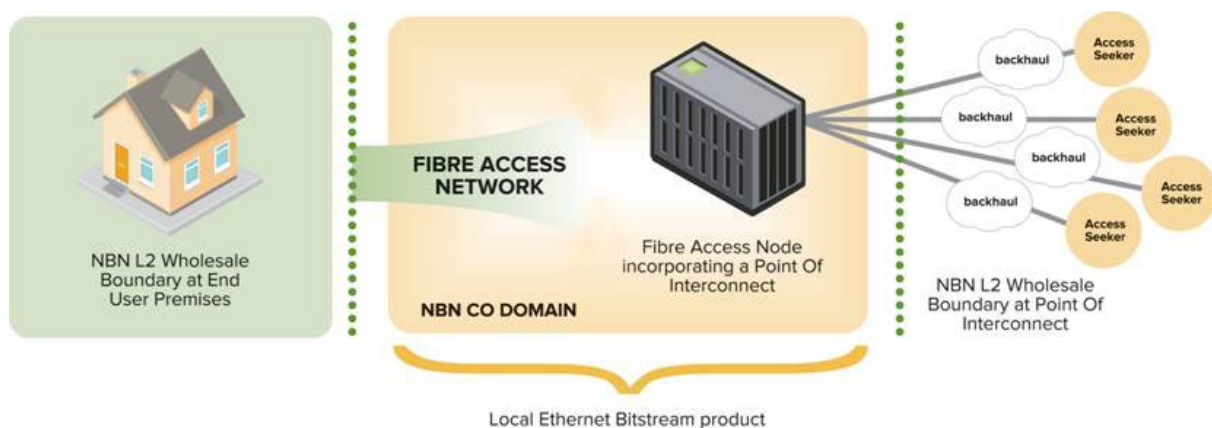 NBN L2 Wholesale
Boundary at End
User Premises
FIBRE ACCESS
NETWORK
NBN CO DOMAIN
Fibre Access Node
incorporating a Point Of
Interconnect
backhaul
Access
Seeker
backhaul
Access
Seeker
backhaul
Access
Seeker
backhaul
Access
Seeker
NBN L2 Wholesale
Boundary at Point Of
Interconnect
Local Ethernet Bitstream product